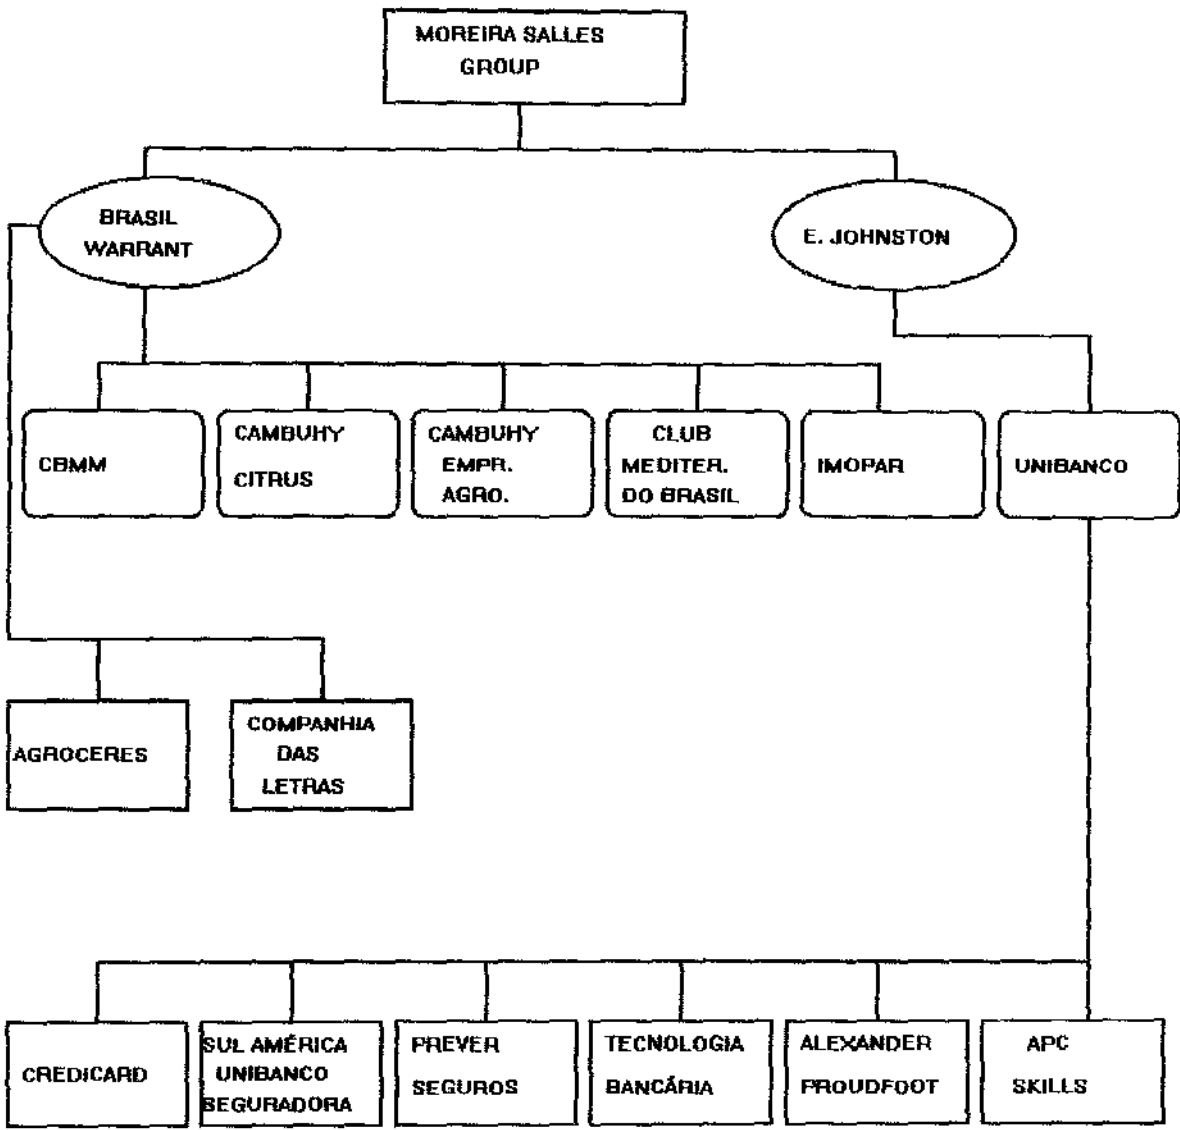 MOREIRA SALLES
GROUP
BRASIL
WARRANT
E. JOHNSTON
CBMM
CAMBUHY
CITRUS
CAMBUHY
EMPR.
AGRO.
CLUB
MEDITER.
DO BRASIL
IMOPAR
UNIBANCO
AGROCERES
COMPANHIA
DAS
LETRAS
CREDICARD
SUL AMÉRICA
UNIBANCO
SEGURADORA
PREVER
SEGUROS
TECNOLOGIA
BANCÁRIA
ALEXANDER
PROUDFOOT
APC
SKILLS